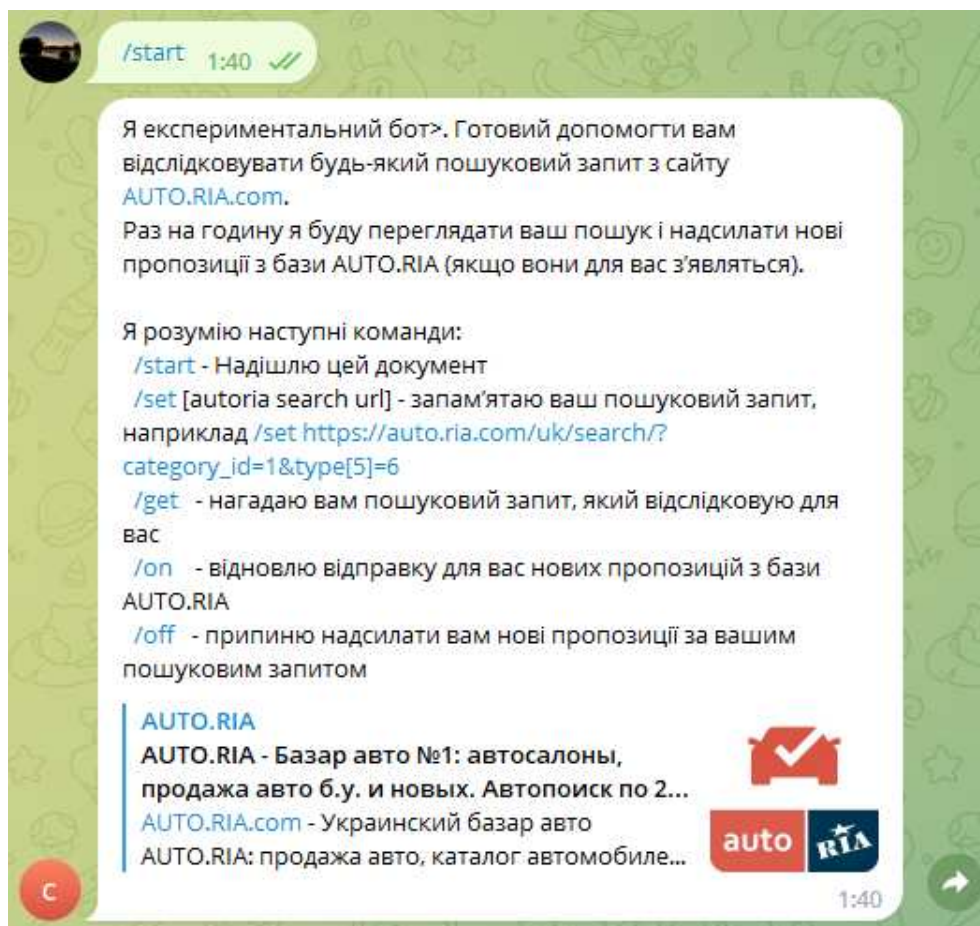 /start 1:40
Я експериментальний бот>. Готовий допомогти вам
відслідковувати будь-який пошуковий запит з сайту
AUTO.RIA.com.
Раз на годину я буду переглядати ваш пошук і надсилати нові
пропозиції з бази AUTO.RIA (якщо вони для вас з’являться).
Я розумію наступні команди:
/start - Надішлю цей документ
/set [autoria search url] - запам’ятаю ваш пошуковий запит,
наприклад /set https://auto.ria.com/uk/search/?
category_id=1&type[5]=6
/get - нагадаю вам пошуковий запит, який відслідковую для
вас
/on - відновлю відправку для вас нових пропозицій з бази
AUTO.RIA
/off - припиню надсилати вам нові пропозиції за вашим
пошуковим запитом
AUTO.RIA
AUTO.RIA - Базар авто №1: автосалоны,
продажа авто б.у. и новых. Автопоиск по 2...
AUTO.RIA.com - Украинский базар авто
AUTO.RIA: продажа авто, каталог автомобиле...
auto RIA
C
1:40